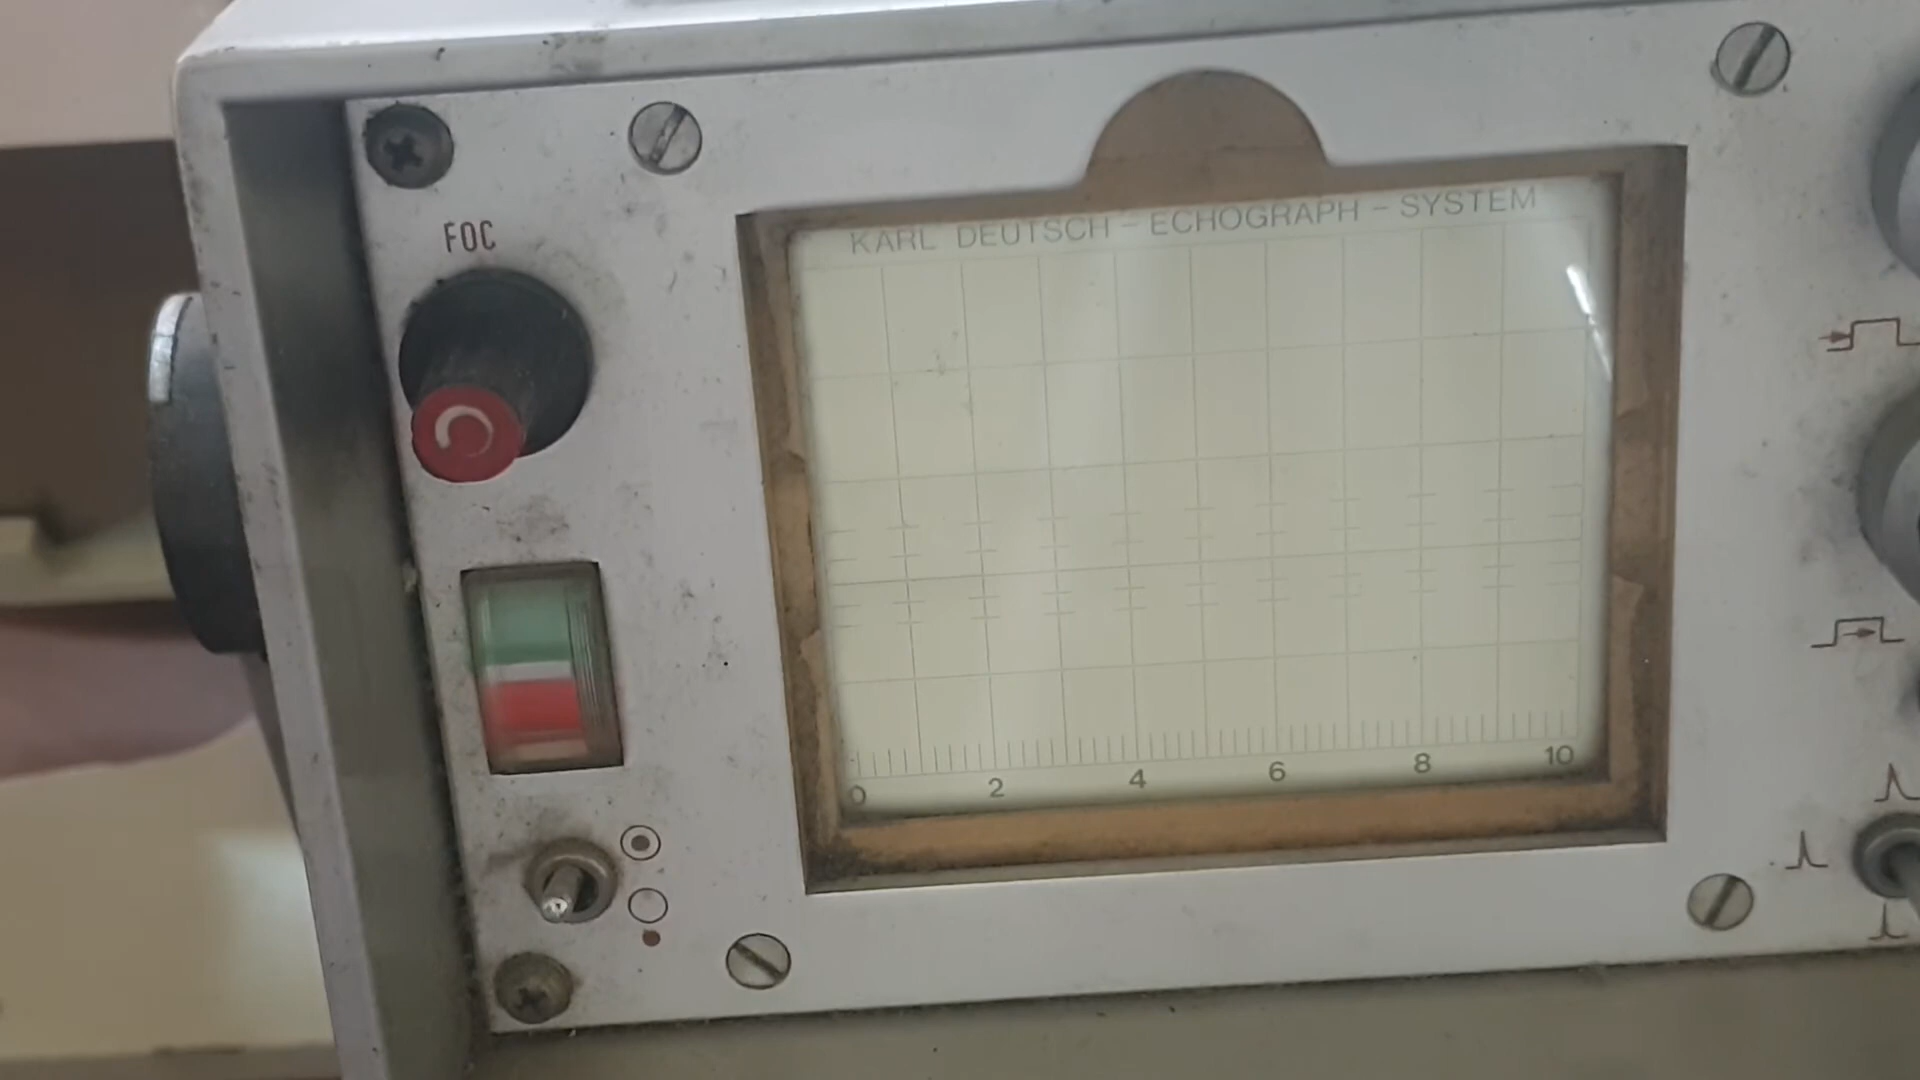 KARL DEUTSCH – ECHOGRAPH – SYSTEM
FOC
0 2 4 6 8 10